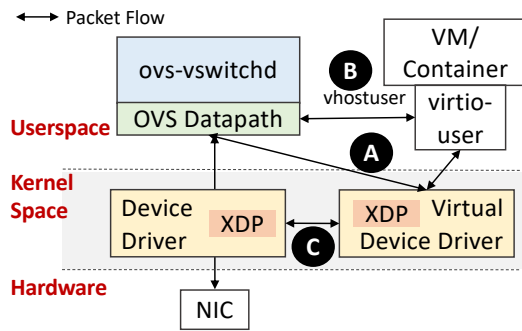 Packet Flow
ovs-vswitchd
OVS Datapath
B
vhostuser
VM/
Container
virtio-
user
Userspace
A
Kernel
Space
Device
Driver
XDP
C
XDP
Virtual
Device Driver
Hardware
NIC